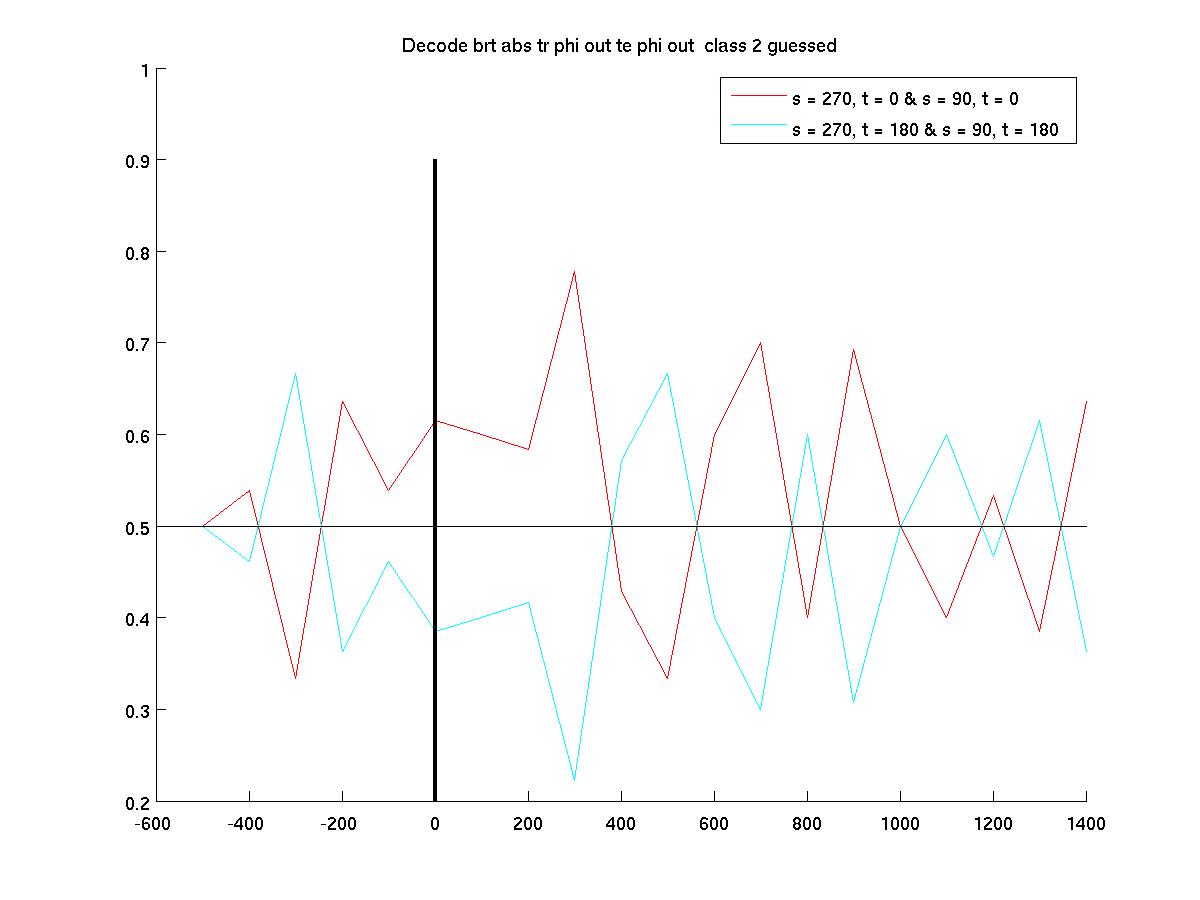 Decode brt abs tr phi out te phi out  class 2 guessed
1
s = 270, t = 0 & s = 90, t = 0
s = 270, t = 180 & s = 90, t = 180
0.9
0.8
0.7
0.6
0.5
0.4
0.3
0.2
-600 -400 -200 0 200 400 600 800 1000 1200 1400